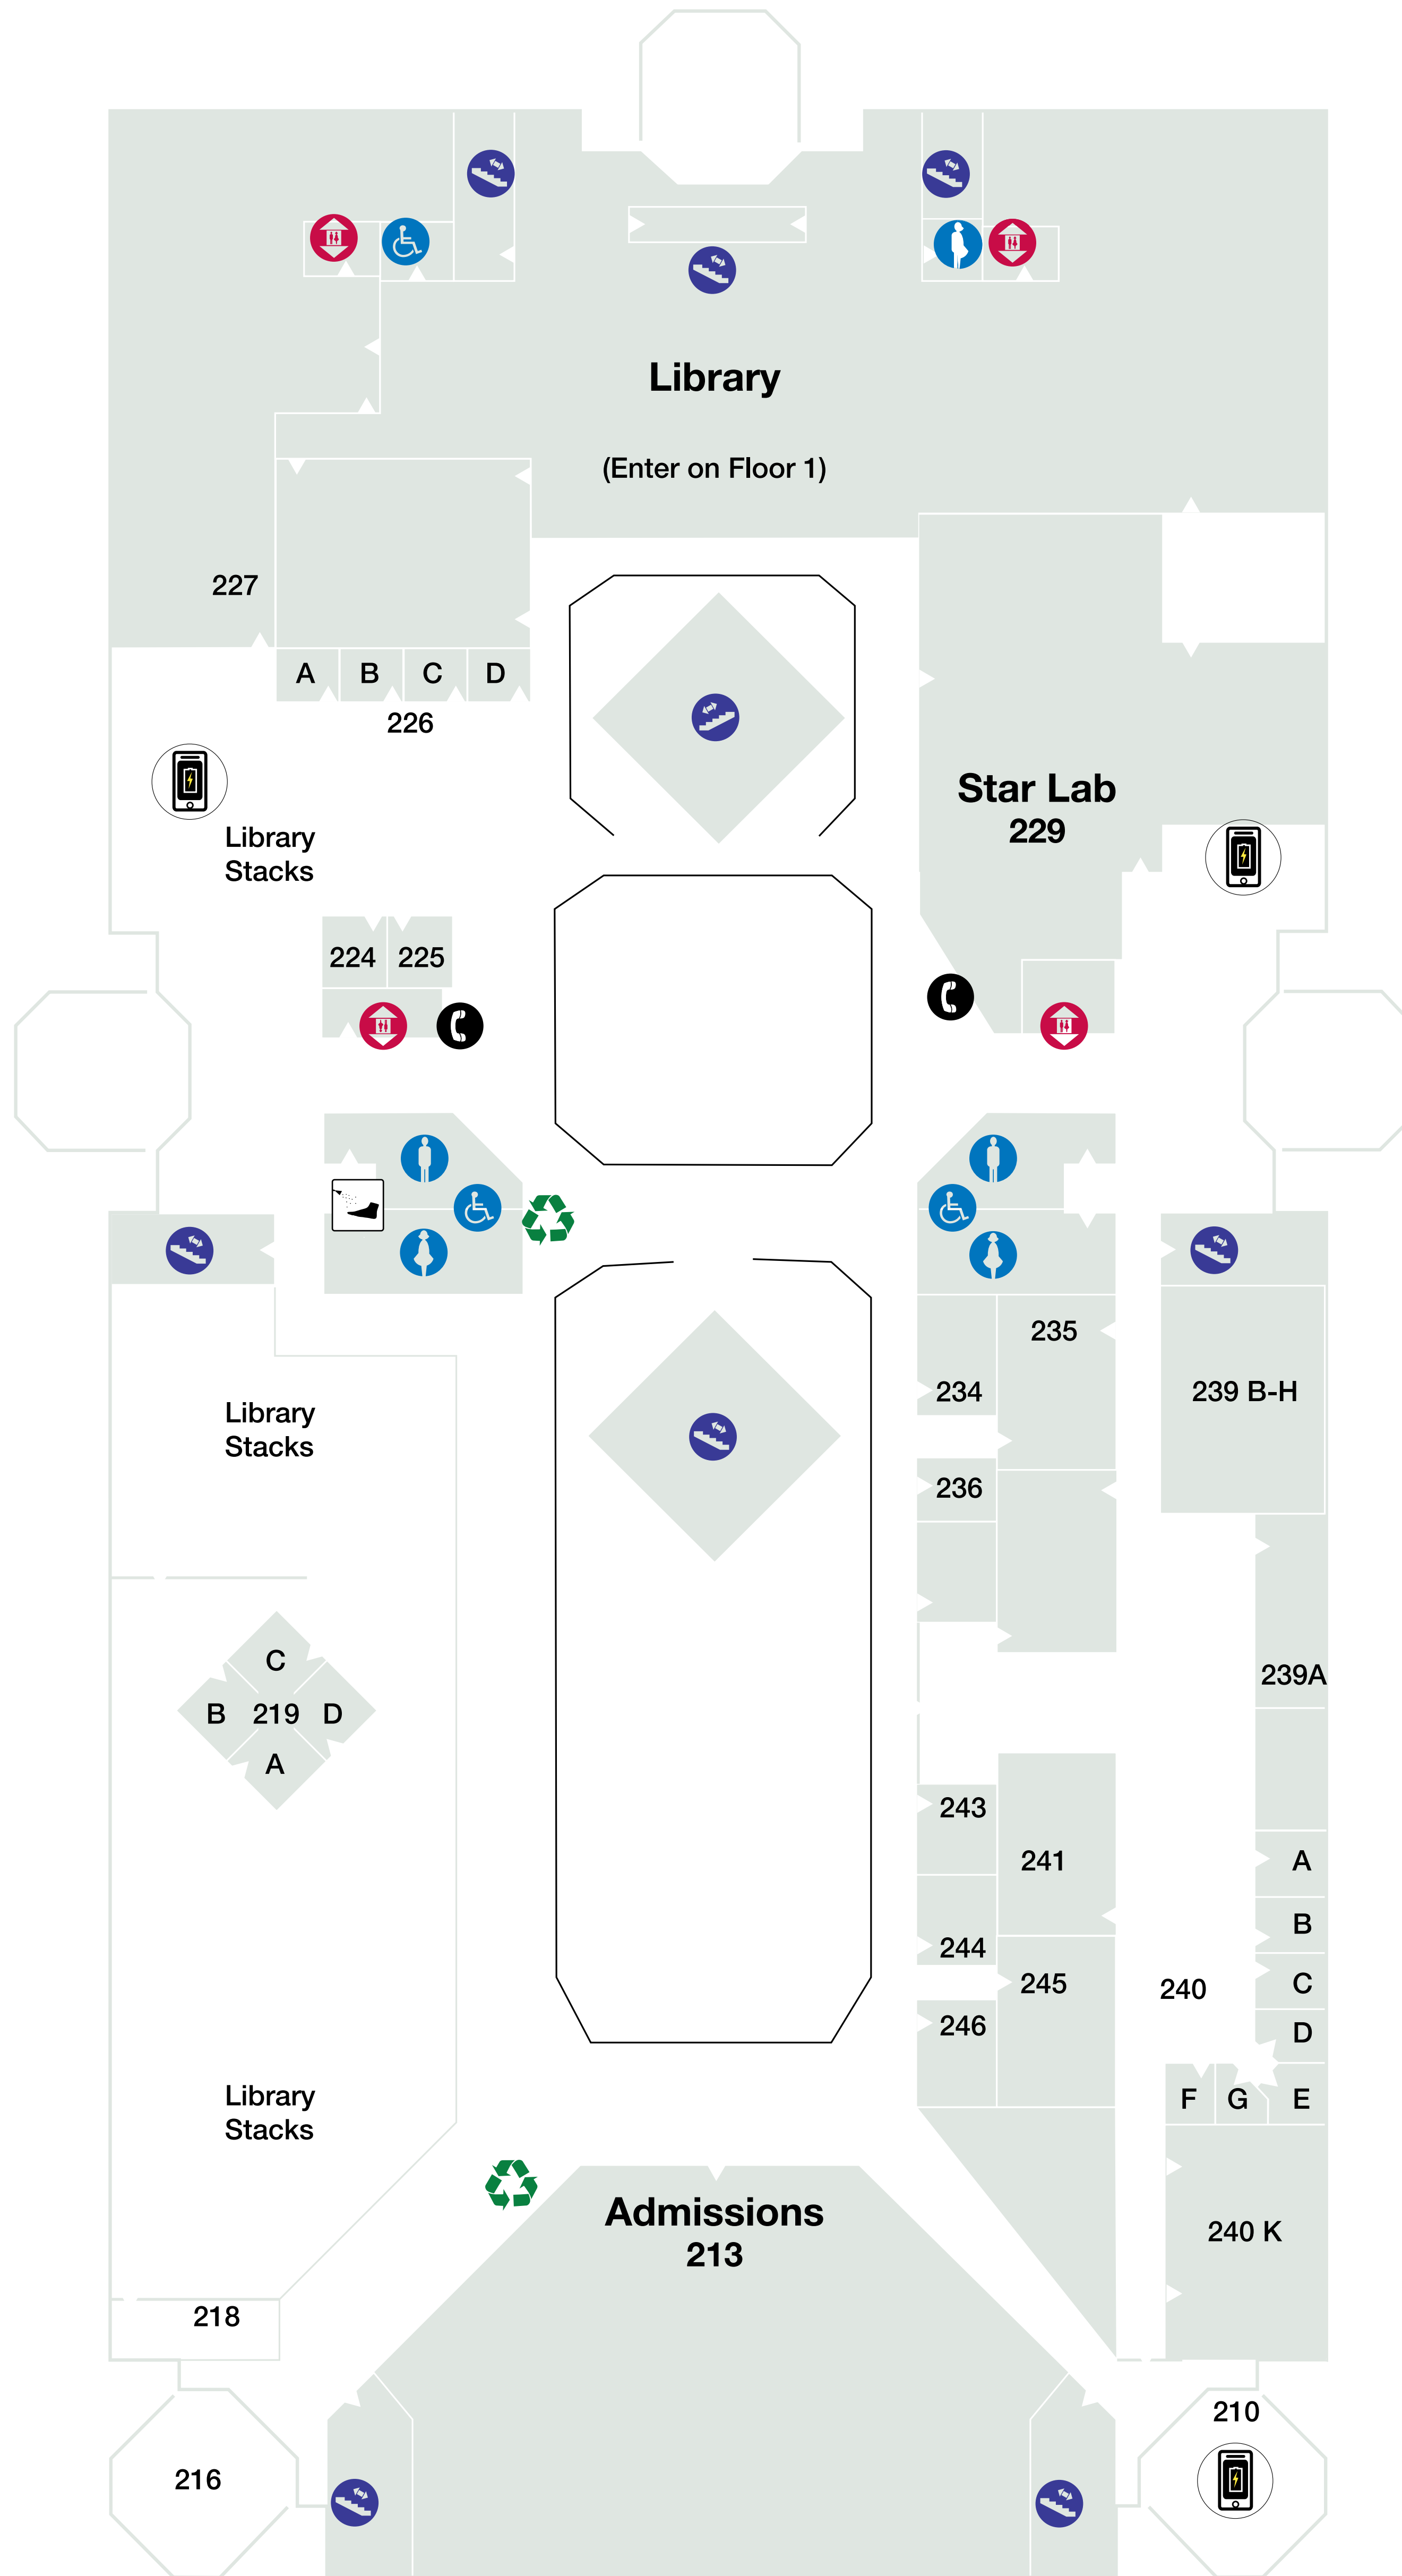 Library
(Enter on Floor 1)
227
A B C D
226
Library
Stacks
Star Lab
229
224 225
235
234
239 B-H
236
Library
Stacks
239A
C
B 219 D
A
243
241
A
B
244
245
240
C
246
D
F G E
Library
Stacks
Admissions
213
240 K
218
210
216